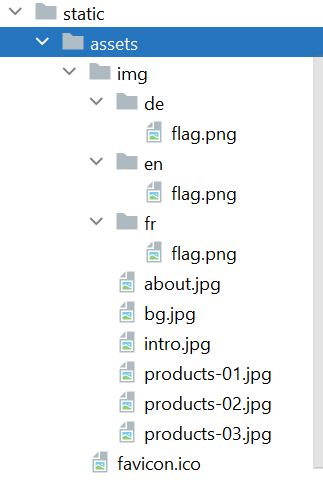 static
assets
img
de
flag.png
en
flag.png
fr
flag.png
about.jpg
bg.jpg
intro.jpg
products-01.jpg
products-02.jpg
products-03.jpg
favicon.ico